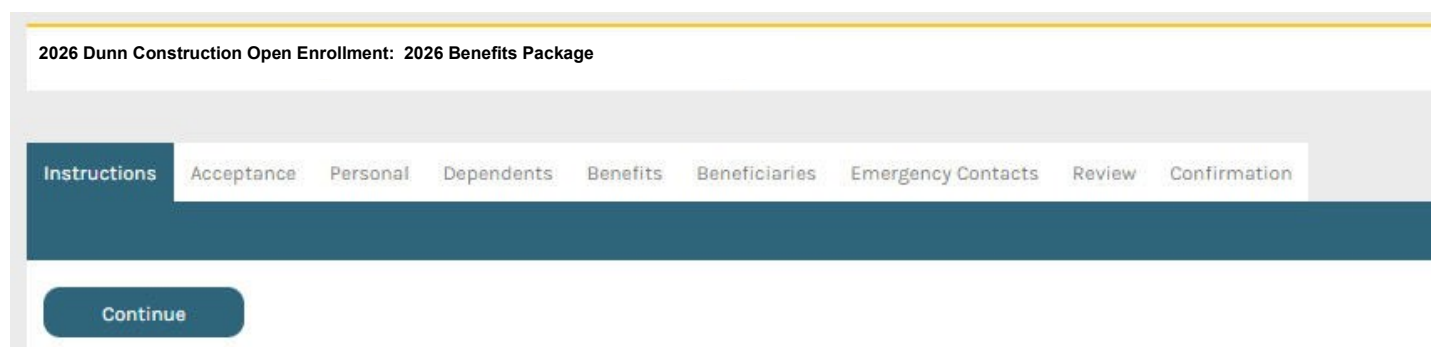 2026 Dunn Construction Open Enrollment: 2026 Benefits Package
Instructions Acceptance Personal Dependents Benefits Beneficiaries Emergency Contacts Review Confirmation
Continue